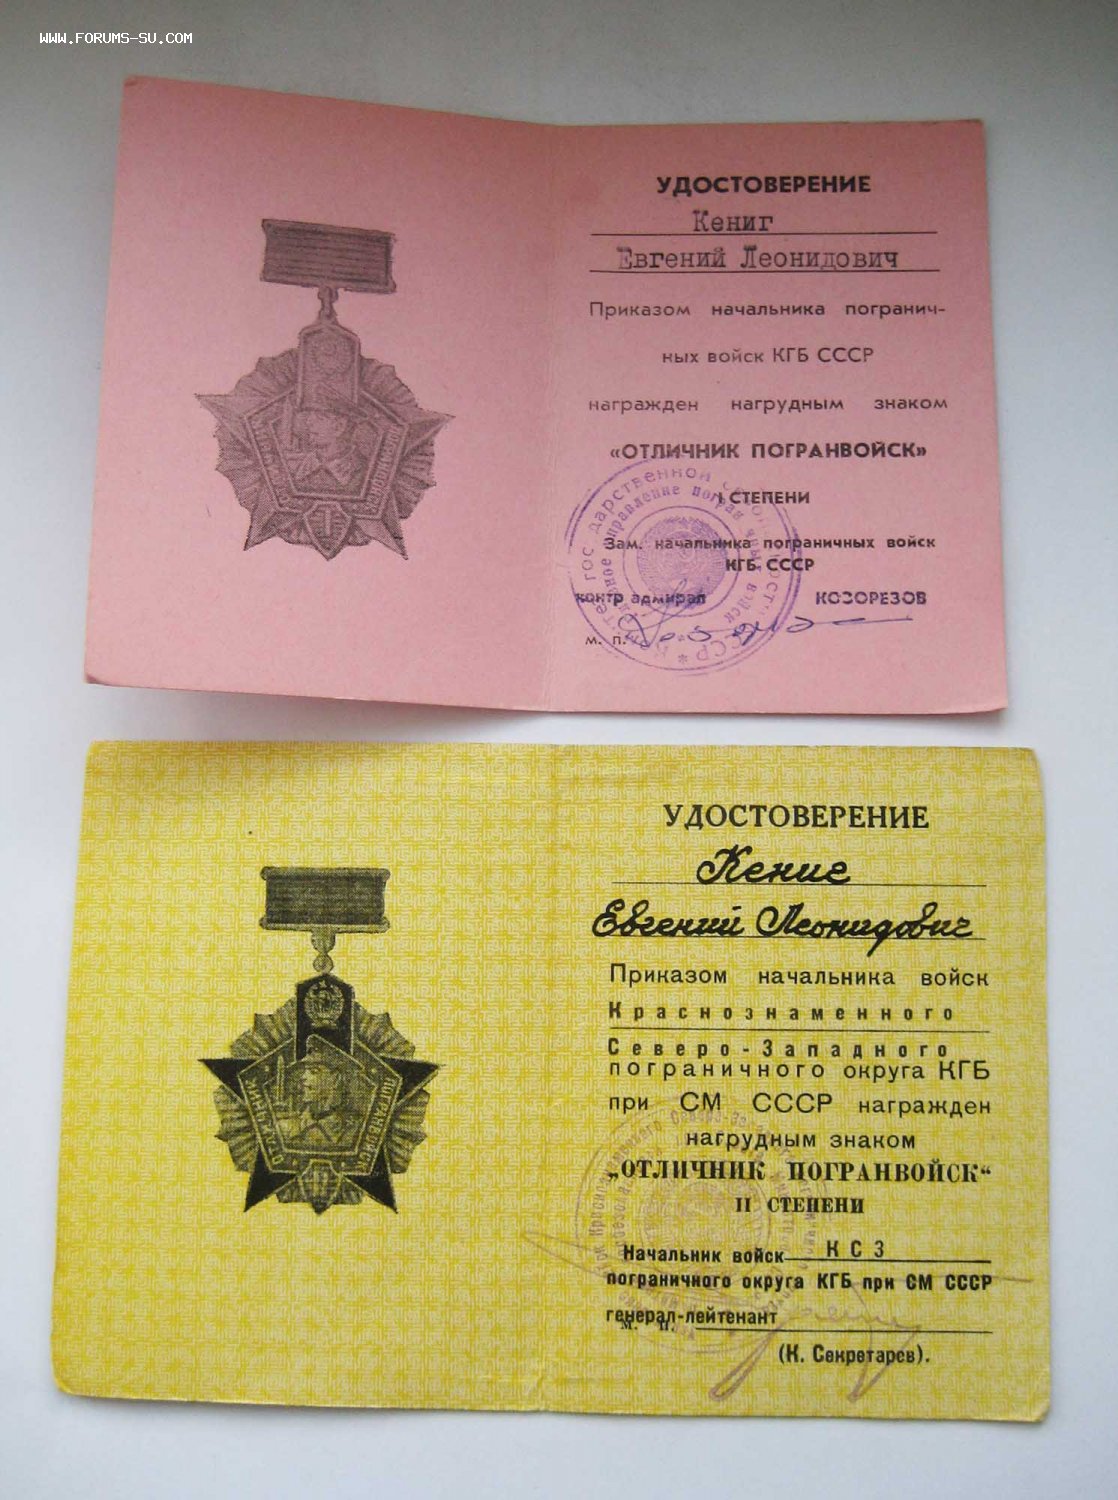 WWW.FORUMS-SU.COM
УДОСТОВЕРЕНИЕ
Кениг
Евгений Леонидович
Приказом начальника погранич-
ных войск КГБ СССР
награжден нагрудным знаком
«ОТЛИЧНИК ПОГРАНВОЙСК»
I СТЕПЕНИ
Зам. начальника пограничных войск
КГБ СССР
контр адмирал КОЗОРЕЗОВ
м. п.
УДОСТОВЕРЕНИЕ
Кениг
Евгений Леонидович
Приказом начальника войск
Краснознаменного
Северо-Западного
пограничного округа КГБ
при СМ СССР награжден
нагрудным знаком
„ОТЛИЧНИК ПОГРАНВОЙСК“
II СТЕПЕНИ
Начальник войск КСЗ
пограничного округа КГБ при СМ СССР
генерал-лейтенант
М. П.
(К. Секретарев).